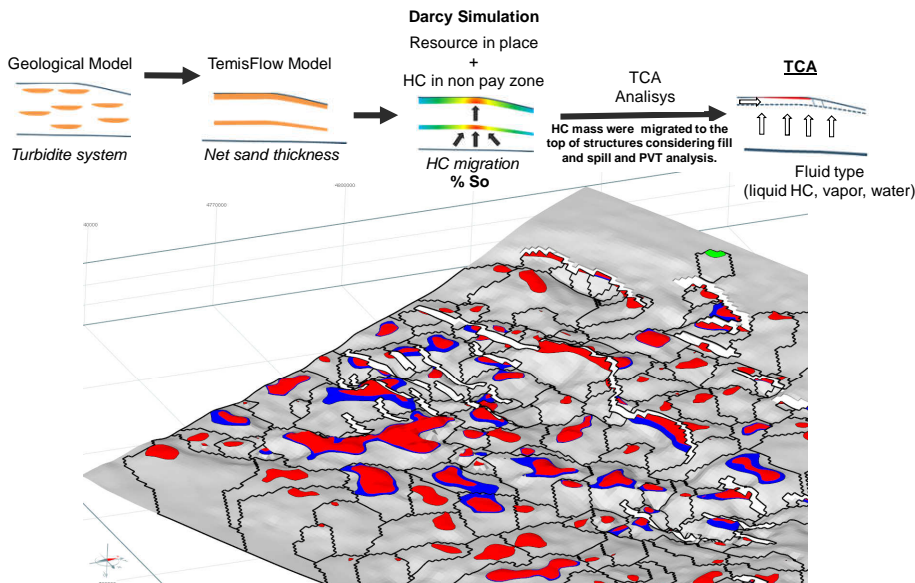 Darcy Simulation
Resource in place
+
HC in non pay zone
Geological Model
TemisFlow Model
TCA
Analisys
TCA
HC mass were migrated to the
top of structures considering fill
and spill and PVT analysis.
Turbidite system
Net sand thickness
HC migration
% So
Fluid type
(liquid HC, vapor, water)
4800000
4770000